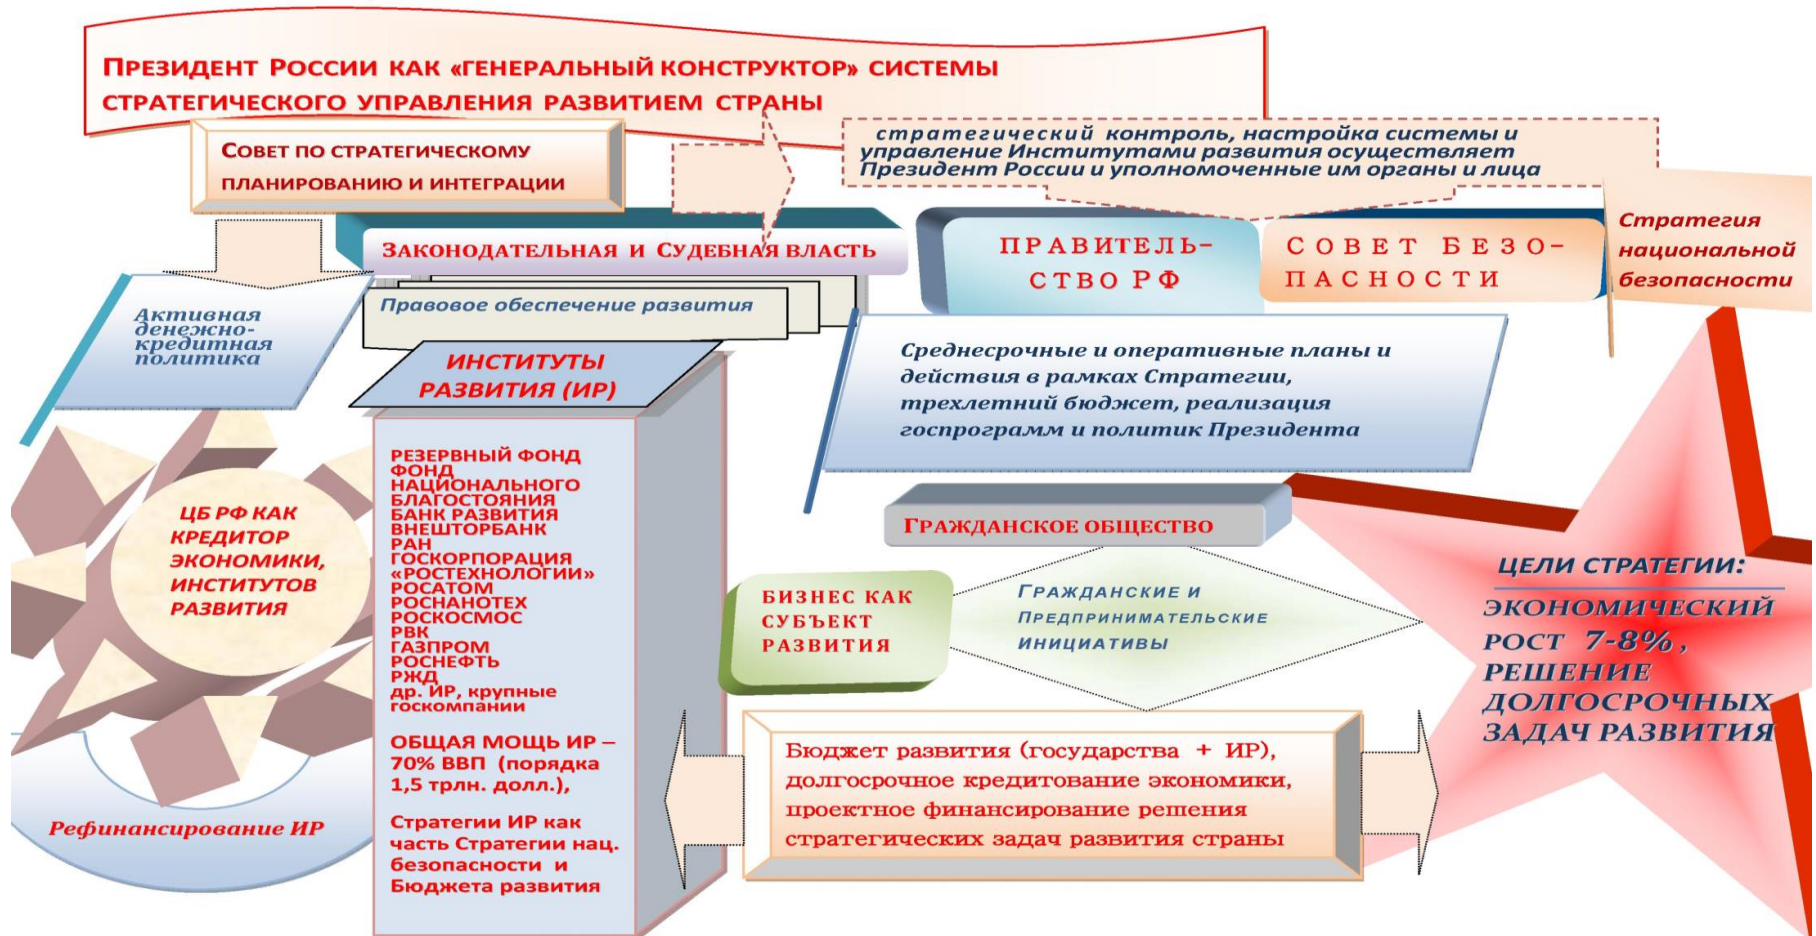 ПРЕЗИДЕНТ РОССИИ КАК «ГЕНЕРАЛЬНЫЙ КОНСТРУКТОР» СИСТЕМЫ
СТРАТЕГИЧЕСКОГО УПРАВЛЕНИЯ РАЗВИТИЕМ СТРАНЫ
СОВЕТ ПО СТРАТЕГИЧЕСКОМУ
ПЛАНИРОВАНИЮ И ИНТЕГРАЦИИ
стратегический контроль, настройка системы и
управление Институтами развития осуществляет
Президент России и уполномоченные им органы и лица
ЗАКОНОДАТЕЛЬНАЯ И СУДЕБНАЯ ВЛАСТЬ
ПРАВИТЕЛЬ-
СТВО РФ
СОВЕТ БЕЗО-
ПАСНОСТИ
Стратегия
национальной
безопасности
Активная
денежно-
кредитная
политика
Правовое обеспечение развития
ИНСТИТУТЫ
РАЗВИТИЯ (ИР)
Среднесрочные и оперативные планы и
действия в рамках Стратегии,
трехлетний бюджет, реализация
госпрограмм и политик Президента
ЦБ РФ КАК
КРЕДИТОР
ЭКОНОМИКИ,
ИНСТИТУТОВ
РАЗВИТИЯ
Рефинансирование ИР
РЕЗЕРВНЫЙ ФОНД
ФОНД
НАЦИОНАЛЬНОГО
БЛАГОСТОЯНИЯ
БАНК РАЗВИТИЯ
ВНЕШТОРБАНК
РАН
ГОСКОРПОРАЦИЯ
«РОСТЕХНОЛОГИИ»
РОСАТОМ
РОСНАНОТЕХ
РОСКОСМОС
РВК
ГАЗПРОМ
РОСНЕФТЬ
РЖД
др. ИР, крупные
госкомпании
ОБЩАЯ МОЩЬ ИР –
70% ВВП (порядка
1,5 трлн. долл.),
Стратегии ИР как
часть Стратегии нац.
безопасности и
Бюджета развития
ГРАЖДАНСКОЕ ОБЩЕСТВО
БИЗНЕС КАК
СУБЪЕКТ
РАЗВИТИЯ
ГРАЖДАНСКИЕ И
ПРЕДПРИНИМАТЕЛЬСКИЕ
ИНИЦИАТИВЫ
Бюджет развития (государства + ИР),
долгосрочное кредитование экономики,
проектное финансирование решения
стратегических задач развития страны
ЦЕЛИ СТРАТЕГИИ:
ЭКОНОМИЧЕСКИЙ
РОСТ 7-8% ,
РЕШЕНИЕ
ДОЛГОСРОЧНЫХ
ЗАДАЧ РАЗВИТИЯ